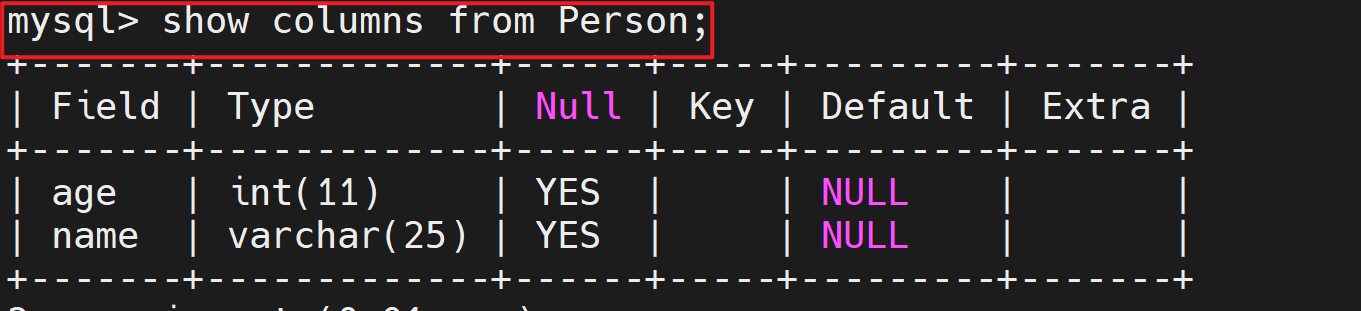 mysql> show columns from Person;
+-------+-------------+------+-----+---------+-------+
| Field | Type        | Null | Key | Default | Extra |
+-------+-------------+------+-----+---------+-------+
| age   | int(11)     | YES  |     | NULL    |       |
| name  | varchar(25) | YES  |     | NULL    |       |
+-------+-------------+------+-----+---------+-------+